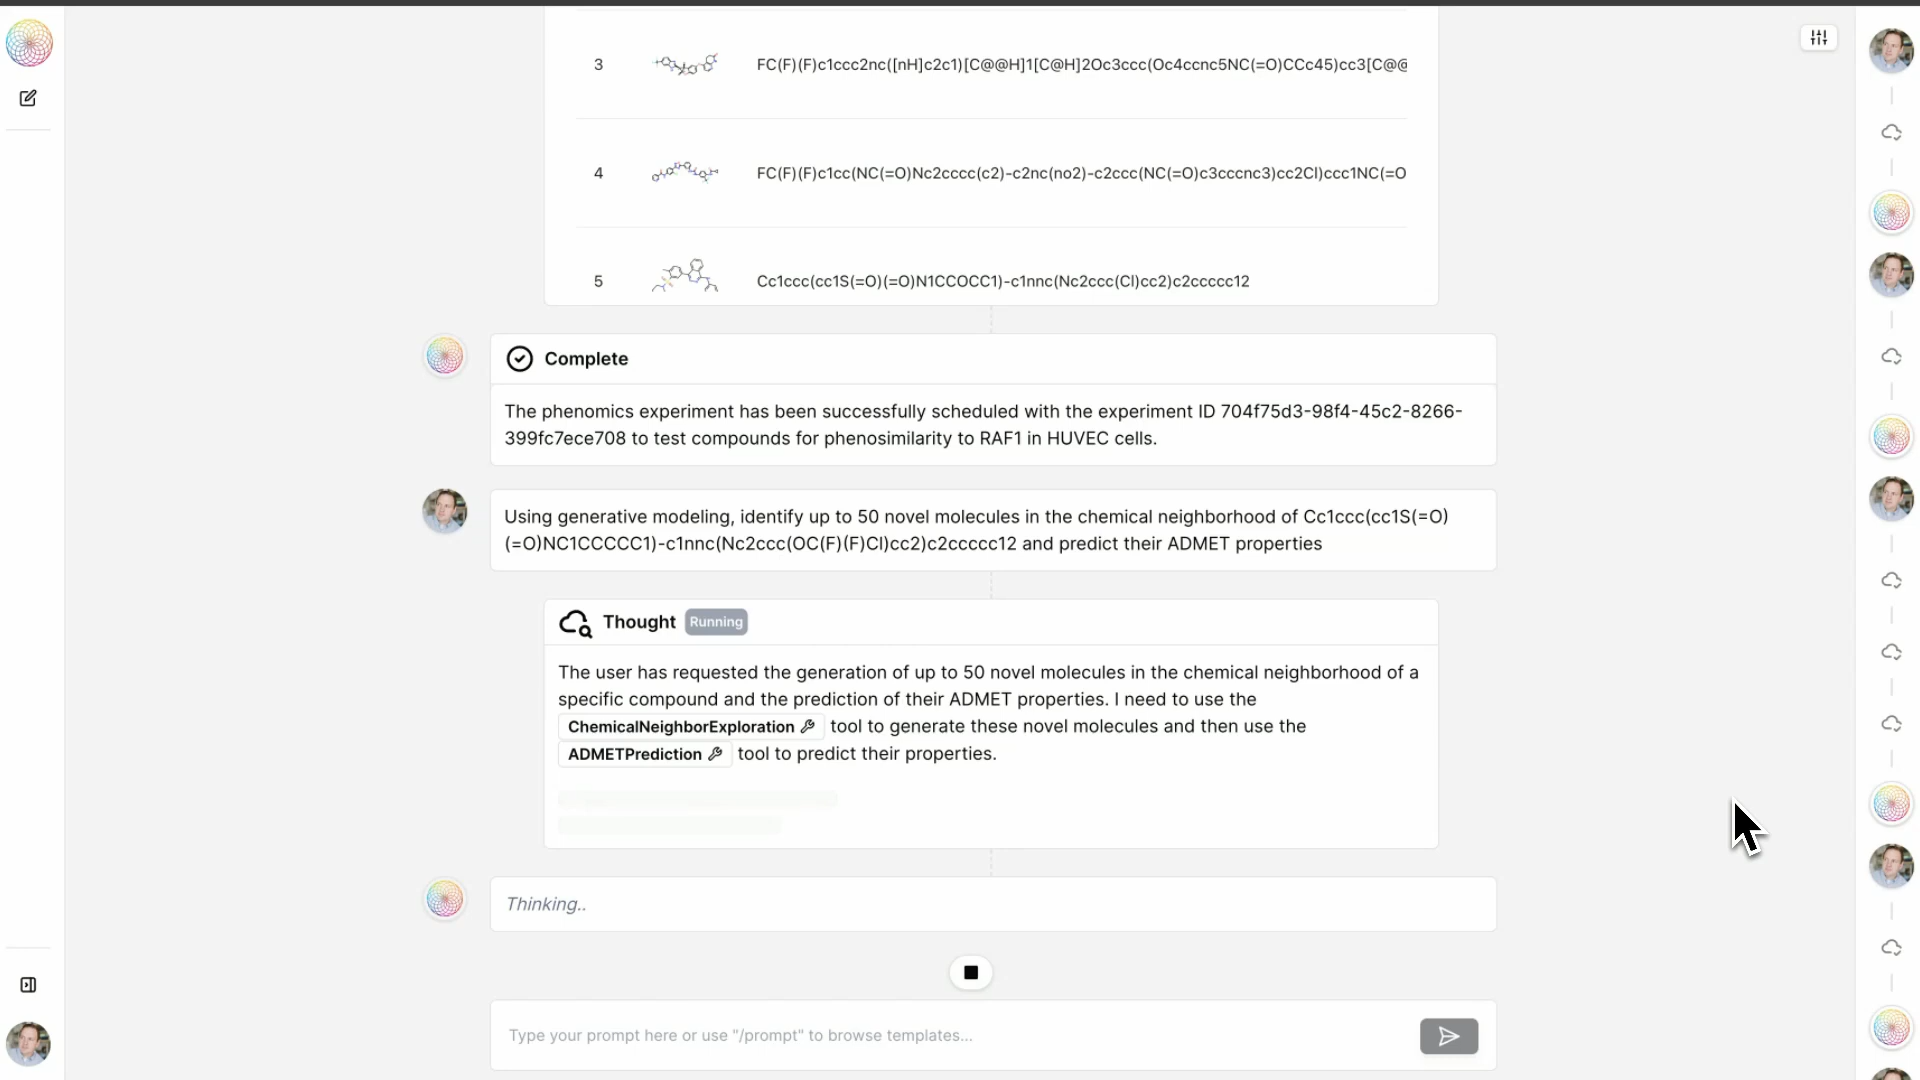 3
FC(F)(F)c1ccc2nc([nH]c2c1)[C@@H]1[C@H]2Oc3ccc(Oc4ccnc5NC(=O)CCc45)cc3[C@@
4
FC(F)(F)c1cc(NC(=O)Nc2cccc(c2)-c2nc(no2)-c2ccc(NC(=O)c3cccnc3)cc2Cl)ccc1NC(=O
5
Cc1ccc(cc1S(=O)(=O)N1CCOCC1)-c1nnc(Nc2ccc(Cl)cc2)c2ccccc12
Complete
The phenomics experiment has been successfully scheduled with the experiment ID 704f75d3-98f4-45c2-8266-
399fc7ece708 to test compounds for phenosimilarity to RAF1 in HUVEC cells.
Using generative modeling, identify up to 50 novel molecules in the chemical neighborhood of Cc1ccc(cc1S(=O)
(=O)NC1CCCCC1)-c1nnc(Nc2ccc(OC(F)(F)Cl)cc2)c2ccccc12 and predict their ADMET properties
Thought Running
The user has requested the generation of up to 50 novel molecules in the chemical neighborhood of a
specific compound and the prediction of their ADMET properties. I need to use the
ChemicalNeighborExploration tool to generate these novel molecules and then use the
ADMETPrediction tool to predict their properties.
Thinking..
Type your prompt here or use "/prompt" to browse templates...